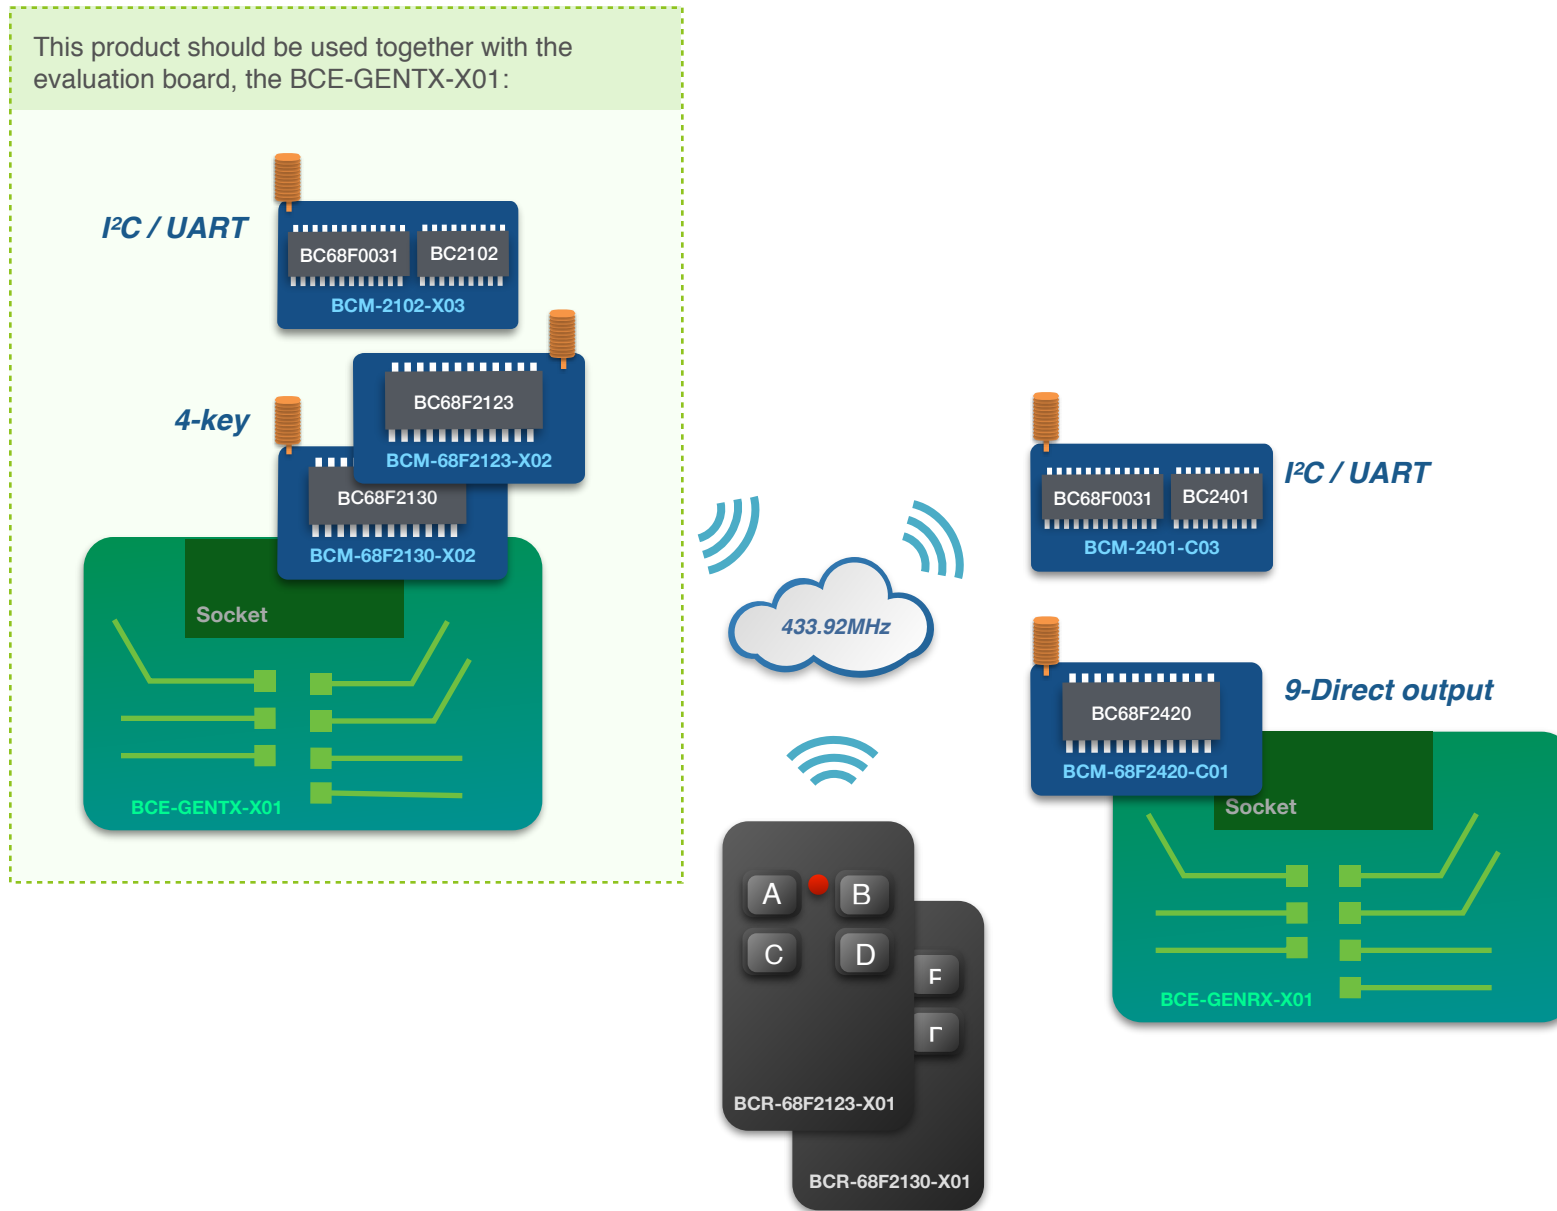 This product should be used together with the
evaluation board, the BCE-GENTX-X01:
I²C / UART
BC68F0031
BC2102
BCM-2102-X03
4-key
BC68F2123
BCM-68F2123-X02
BC68F2130
BCM-68F2130-X02
Socket
BCE-GENTX-X01
433.92MHz
I²C / UART
BC68F0031
BC2401
BCM-2401-C03
9-Direct output
BC68F2420
BCM-68F2420-C01
Socket
BCE-GENRX-X01
A
B
C
D
BCR-68F2123-X01
BCR-68F2130-X01